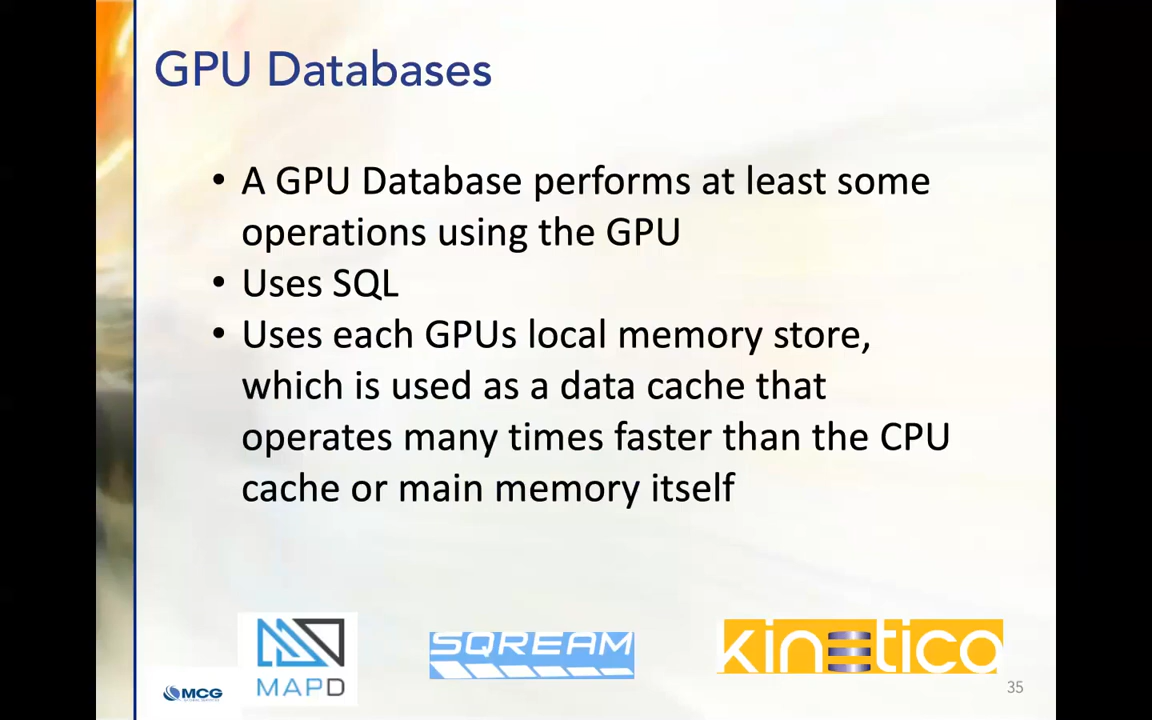 GPU Databases
• A GPU Database performs at least some
operations using the GPU
• Uses SQL
• Uses each GPUs local memory store,
which is used as a data cache that
operates many times faster than the CPU
cache or main memory itself
MAPD
SQREAM
kinetica
MCG
35